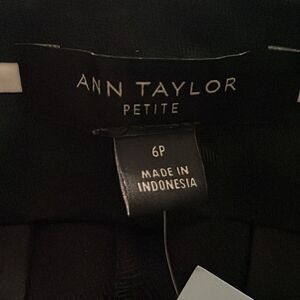 ANN TAYLOR
PETITE
6P
MADE IN
INDONESIA